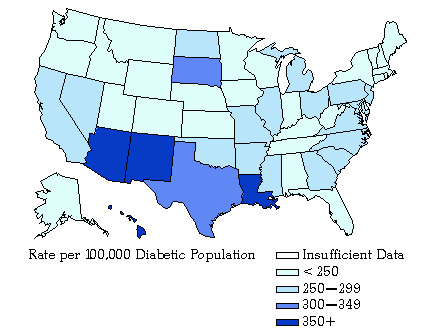 Rate per 100,000 Diabetic Population
Insufficient Data
< 250
250—299
300—349
350+